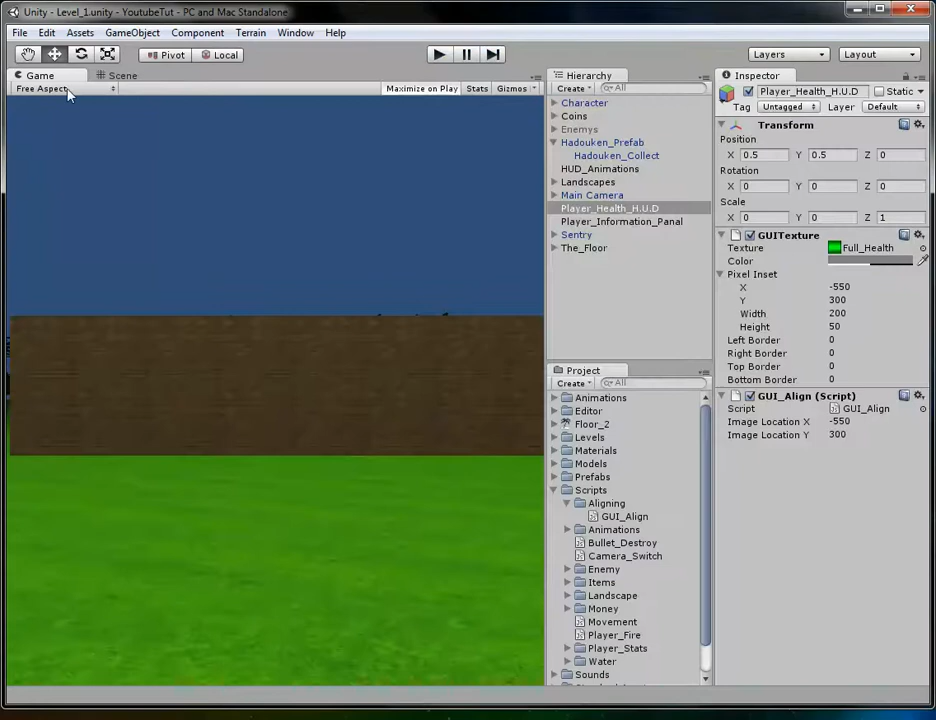 Unity - Level_1.unity - YoutubeTut - PC and Mac Standalone
File Edit Assets GameObject Component Terrain Window Help
Pivot Local Layers Layout
Game Scene
Free Aspect Maximize on Play Stats Gizmos
Hierarchy
Create All
Character
Coins
Enemys
Hadouken_Prefab
Hadouken_Collect
HUD_Animations
Landscapes
Main Camera
Player_Health_H.U.D
Player_Information_Panal
Sentry
The_Floor
Project
Create All
Animations
Editor
Floor_2
Levels
Materials
Models
Prefabs
Scripts
Aligning
GUI_Align
Animations
Bullet_Destroy
Camera_Switch
Enemy
Items
Landscape
Money
Movement
Player_Fire
Player_Stats
Water
Sounds
Inspector
Player_Health_H.U.D Static
Tag Untagged Layer Default
Transform
Position
X 0.5 Y 0.5 Z 0
Rotation
X 0 Y 0 Z 0
Scale
X 0 Y 0 Z 1
GUITexture
Texture Full_Health
Color
Pixel Inset
X -550
Y 300
Width 200
Height 50
Left Border 0
Right Border 0
Top Border 0
Bottom Border 0
GUI_Align (Script)
Script GUI_Align
Image Location X -550
Image Location Y 300